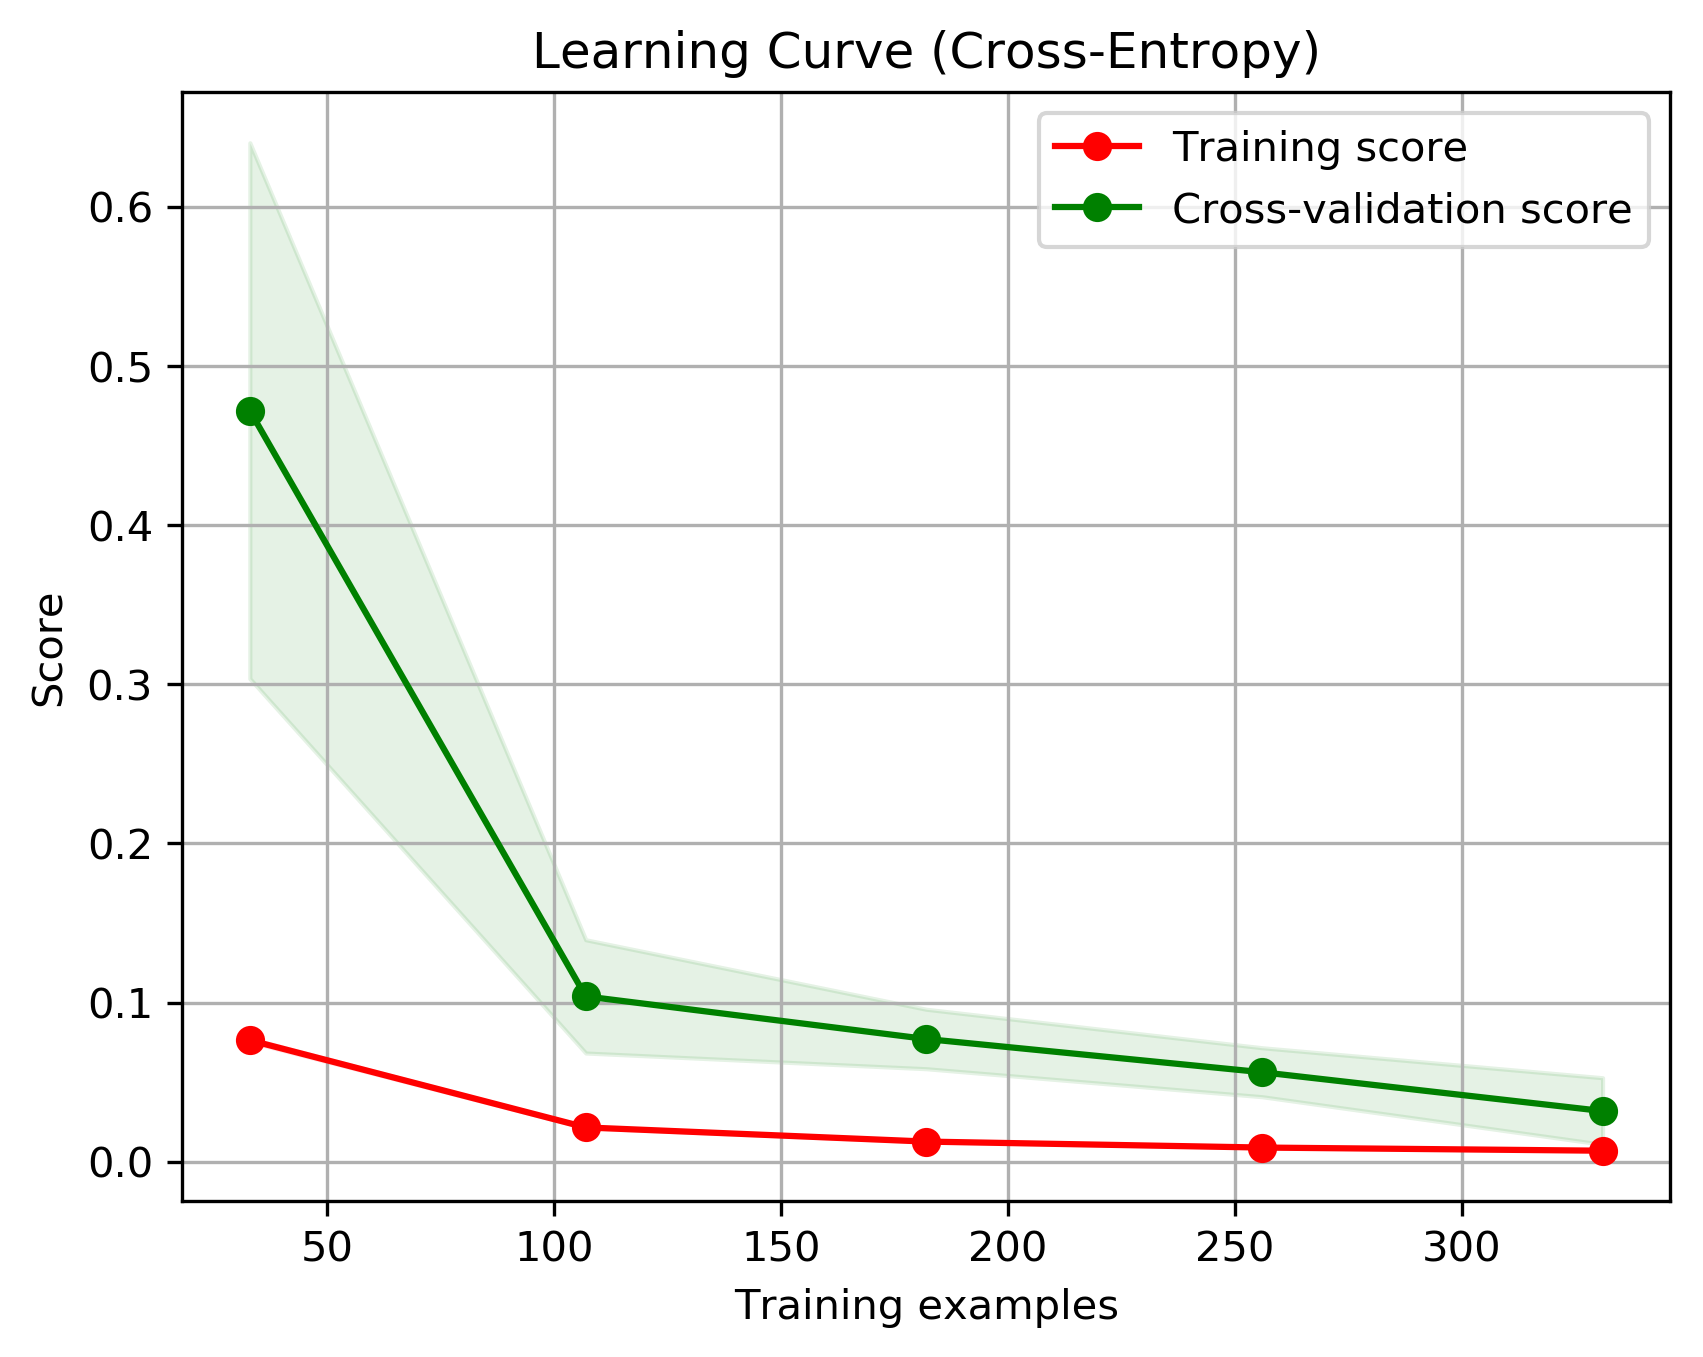 Learning Curve (Cross-Entropy)
Training score
Cross-validation score
0.6
0.5
0.4
0.3
0.2
0.1
0.0
Score
50 100 150 200 250 300
Training examples